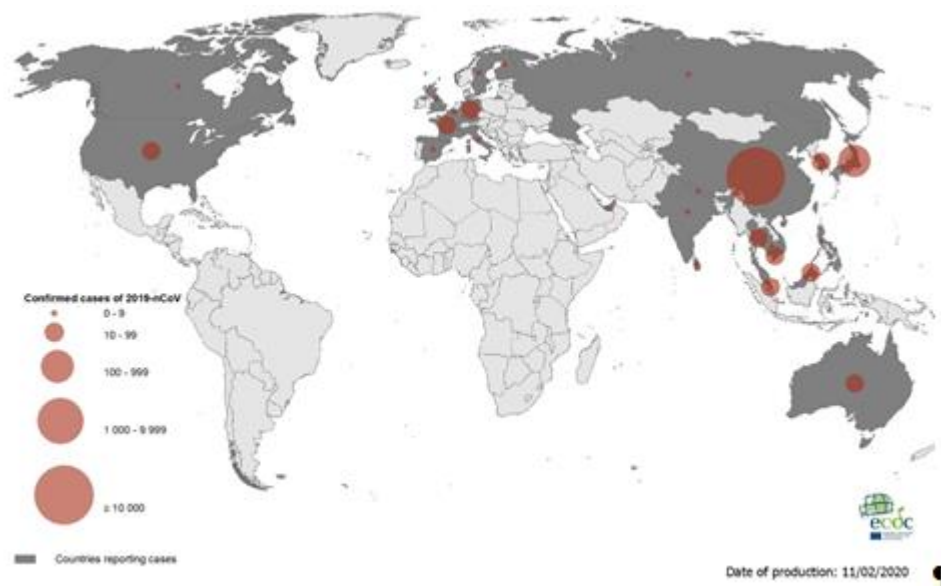 Confirmed cases of 2019-nCoV
0 - 9
10 - 99
100 - 999
1 000 - 9 999
≥ 10 000
Countries reporting cases
ecdc
Date of production: 11/02/2020